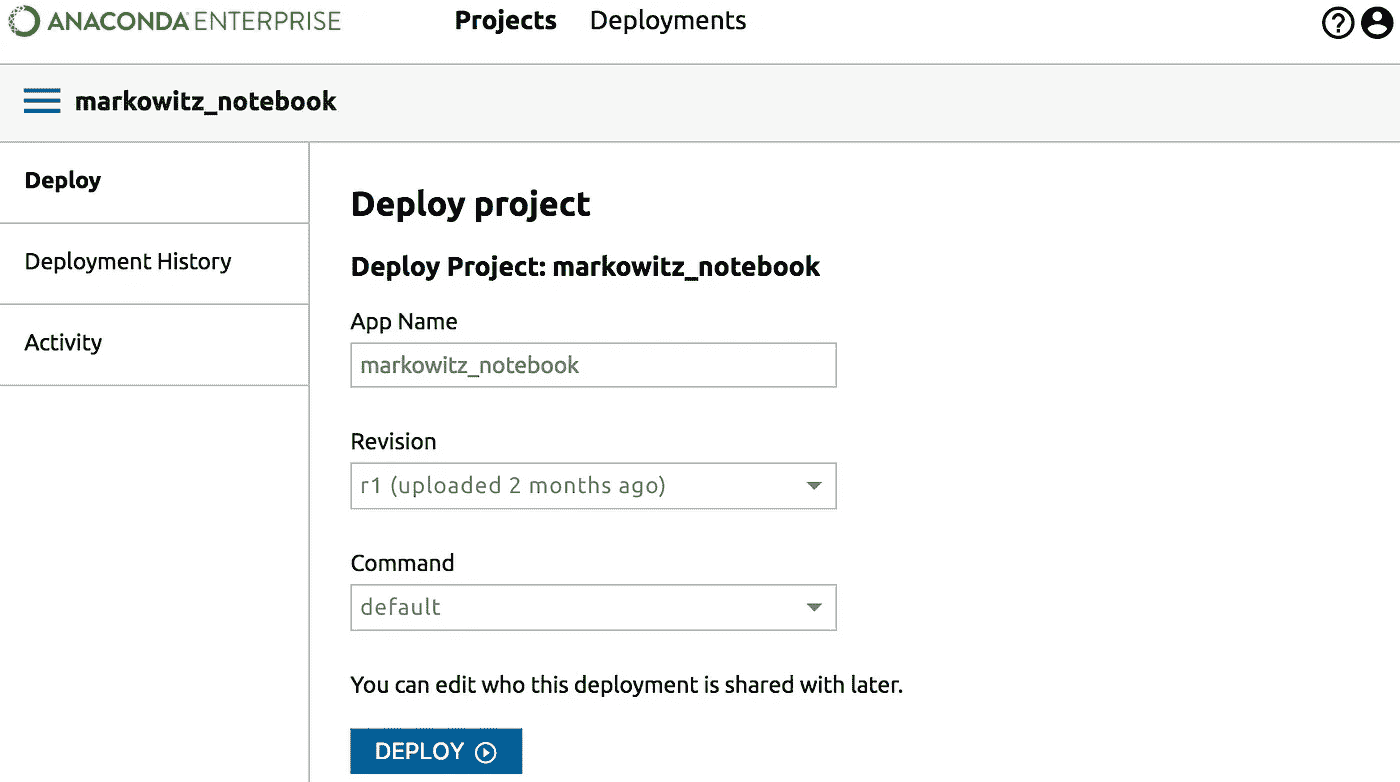 ANACONDA ENTERPRISE Projects Deployments
markowitz_notebook
Deploy
Deployment History
Activity
Deploy project
Deploy Project: markowitz_notebook
App Name
markowitz_notebook
Revision
r1 (uploaded 2 months ago)
Command
default
You can edit who this deployment is shared with later.
DEPLOY